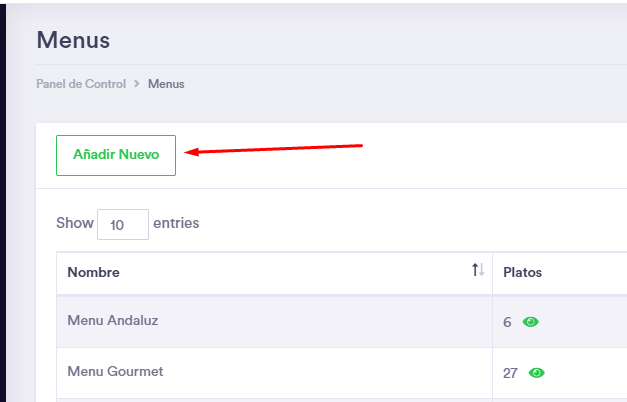 Menus
Panel de Control > Menus
Añadir Nuevo
Show 10 entries
Nombre Platos
Menu Andaluz 6
Menu Gourmet 27